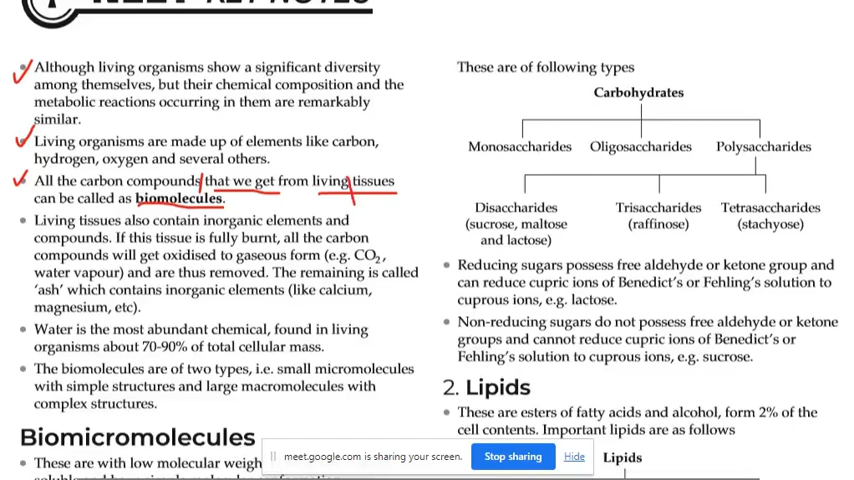 NEET KEY NOTES
Although living organisms show a significant diversity
among themselves, but their chemical composition and the
metabolic reactions occurring in them are remarkably
similar.
Living organisms are made up of elements like carbon,
hydrogen, oxygen and several others.
All the carbon compounds that we get from living tissues
can be called as biomolecules.
Living tissues also contain inorganic elements and
compounds. If this tissue is fully burnt, all the carbon
compounds will get oxidised to gaseous form (e.g. CO₂,
water vapour) and are thus removed. The remaining is called
'ash' which contains inorganic elements (like calcium,
magnesium, etc).
Water is the most abundant chemical, found in living
organisms about 70-90% of total cellular mass.
The biomolecules are of two types, i.e. small micromolecules
with simple structures and large macromolecules with
complex structures.
Biomicromolecules
These are with low molecular weigh
These are of following types
Carbohydrates
Monosaccharides Oligosaccharides Polysaccharides
Disaccharides Trisaccharides Tetrasaccharides
(sucrose, maltose (raffinose) (stachyose)
and lactose)
Reducing sugars possess free aldehyde or ketone group and
can reduce cupric ions of Benedict's or Fehling's solution to
cuprous ions, e.g. lactose.
Non-reducing sugars do not possess free aldehyde or ketone
groups and cannot reduce cupric ions of Benedict's or
Fehling's solution to cuprous ions, e.g. sucrose.
2. Lipids
These are esters of fatty acids and alcohol, form 2% of the
cell contents. Important lipids are as follows
Lipids
meet.google.com is sharing your screen. Stop sharing Hide